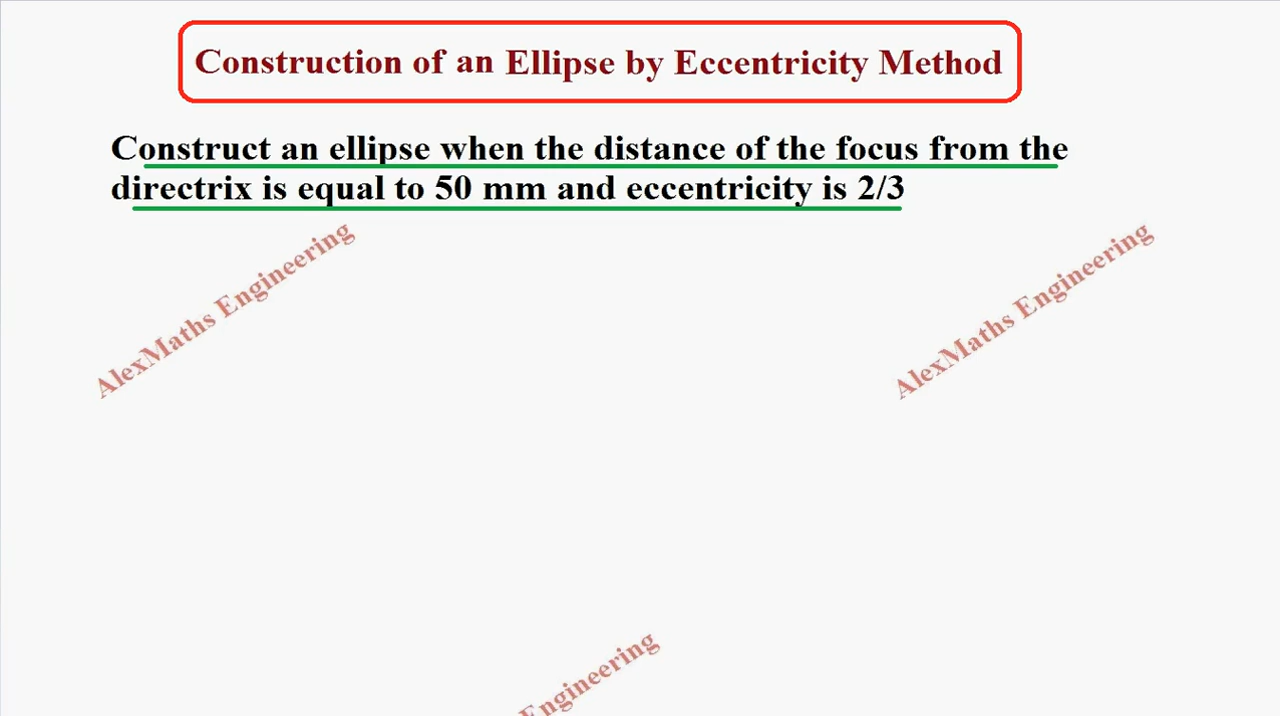 Construction of an Ellipse by Eccentricity Method
Construct an ellipse when the distance of the focus from the
directrix is equal to 50 mm and eccentricity is 2/3
AlexMaths Engineering
AlexMaths Engineering
Engineering